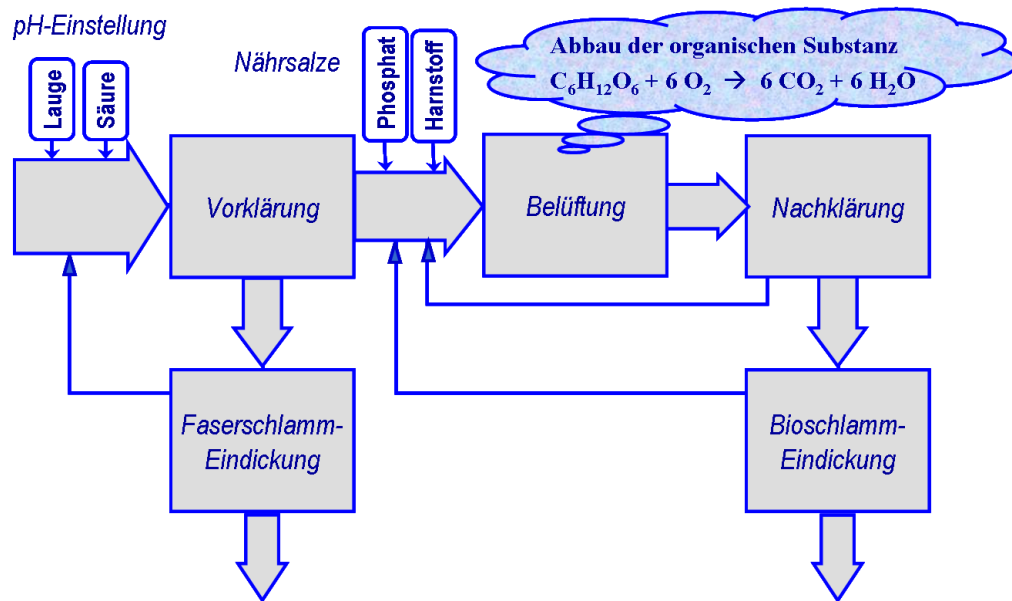 pH-Einstellung
Lauge
Säure
Nährsalze
Phosphat
Harnstoff
Abbau der organischen Substanz
C₆H₁₂O₆ + 6 O₂ → 6 CO₂ + 6 H₂O
Vorklärung
Belüftung
Nachklärung
Faserschlamm-
Eindickung
Bioschlamm-
Eindickung